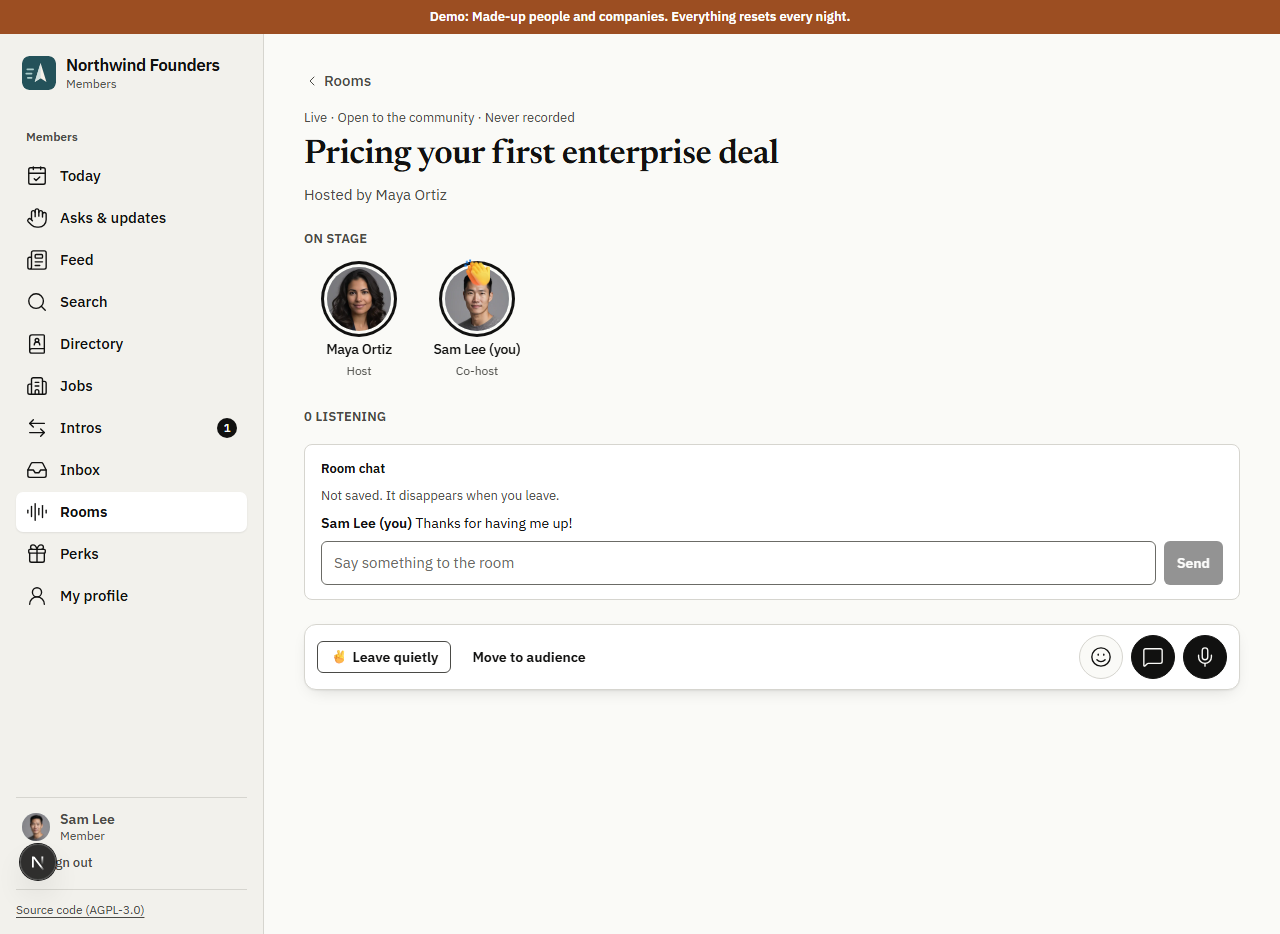 Demo: Made-up people and companies. Everything resets every night.
Northwind Founders
Members
Members
Today
Asks & updates
Feed
Search
Directory
Jobs
Intros
1
Inbox
Rooms
Perks
My profile
Sam Lee
Member
gn out
Source code (AGPL-3.0)
Rooms
Live · Open to the community · Never recorded
Pricing your first enterprise deal
Hosted by Maya Ortiz
ON STAGE
Maya Ortiz
Host
Sam Lee (you)
Co-host
0 LISTENING
Room chat
Not saved. It disappears when you leave.
Sam Lee (you) Thanks for having me up!
Say something to the room
Send
Leave quietly
Move to audience